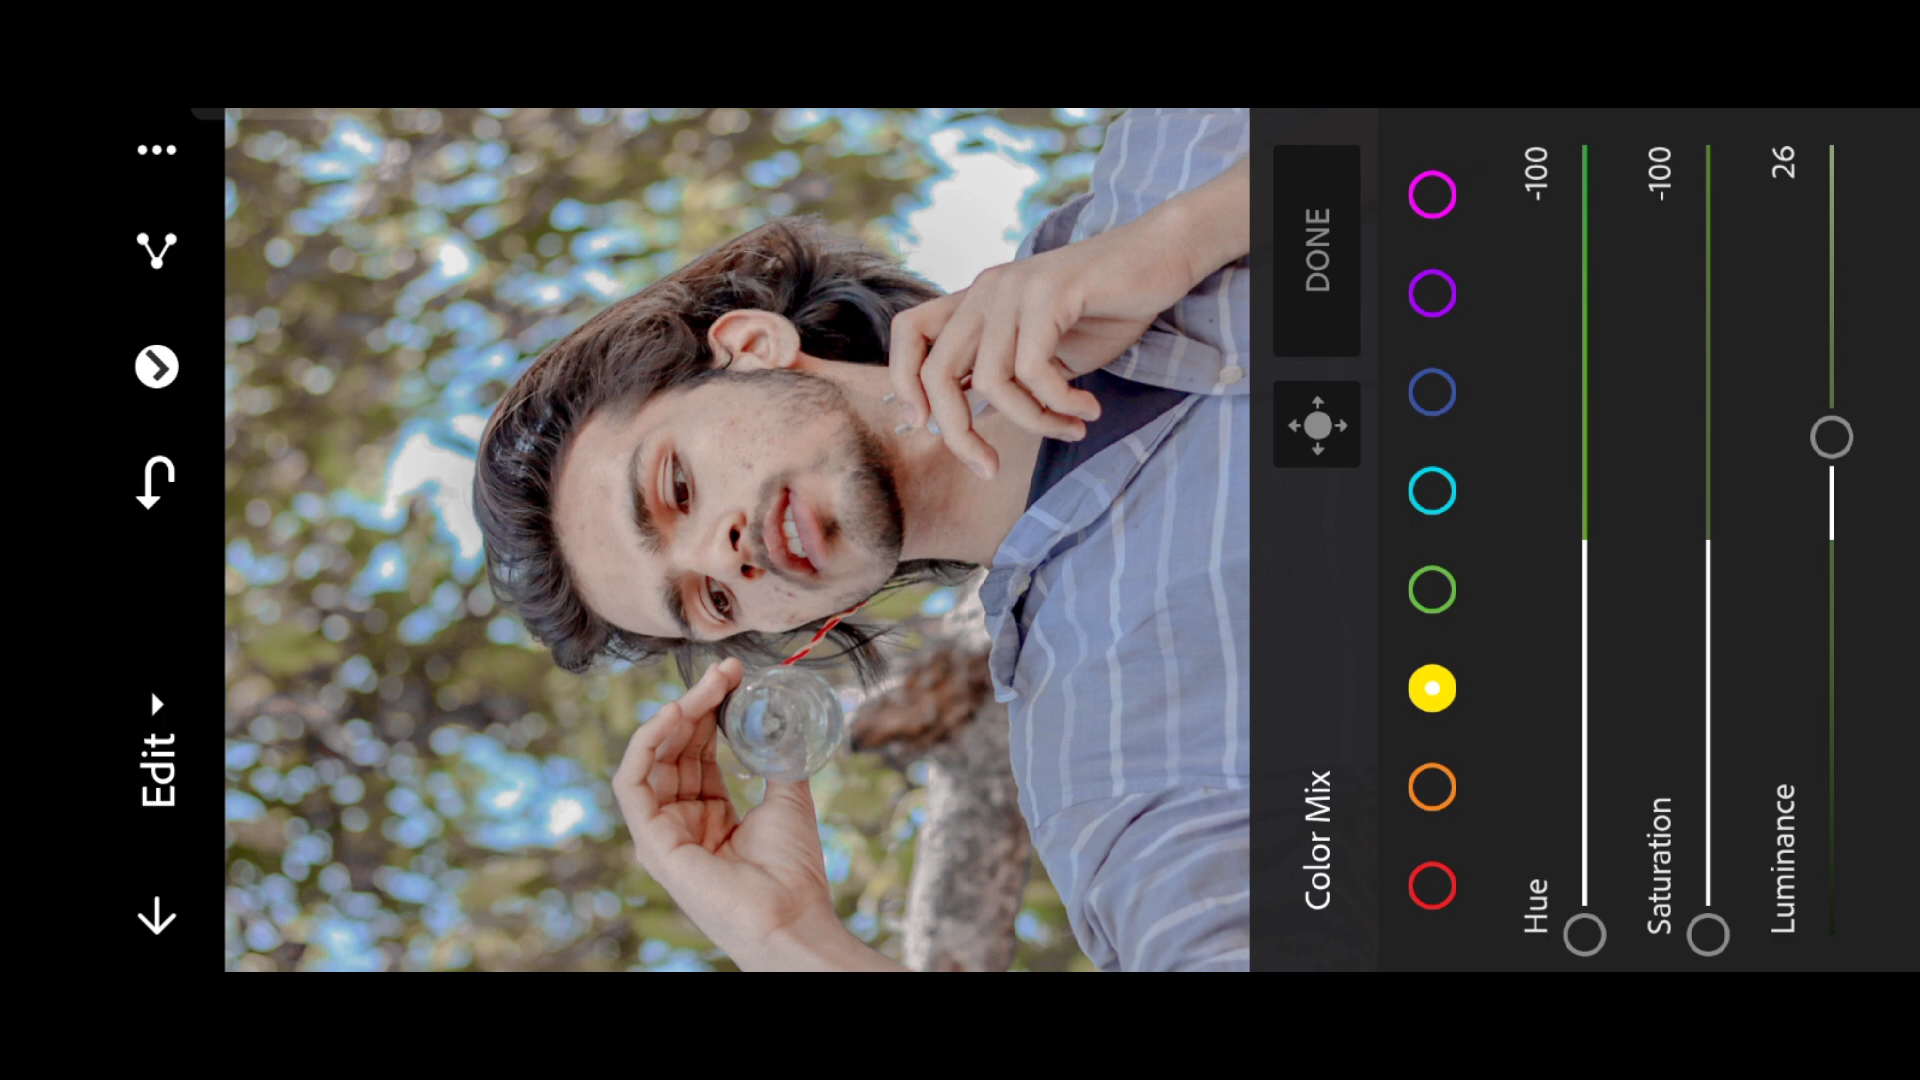 Edit
Color Mix
DONE
Hue
-100
Saturation
-100
Luminance
26